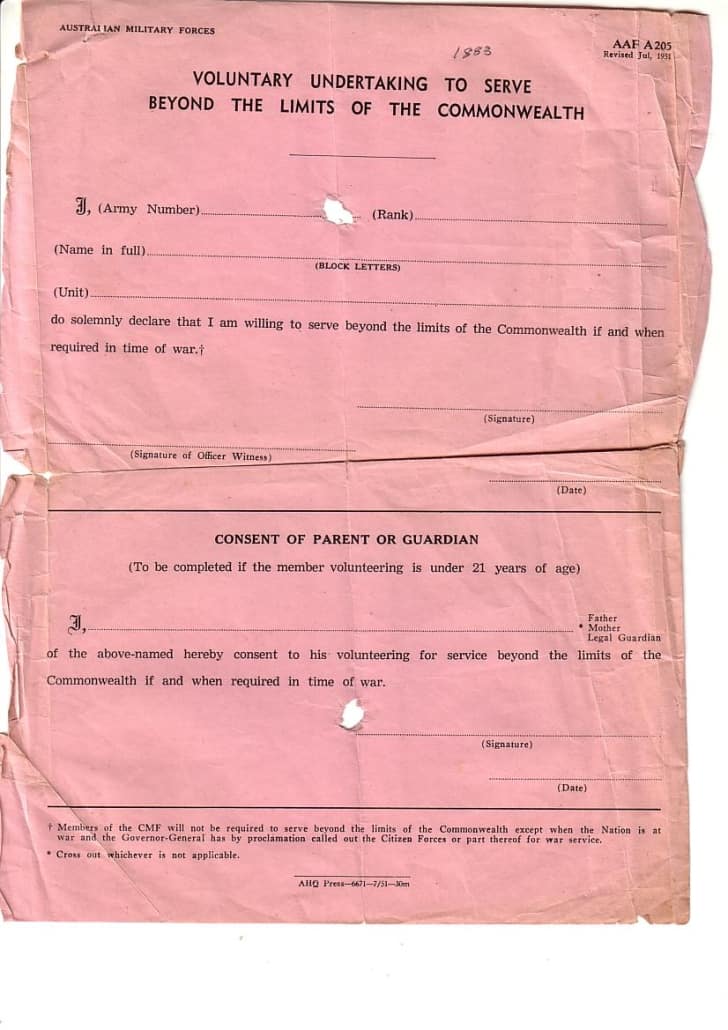 AUSTRALIAN MILITARY FORCES
1883
AAF A205
Revised Jul, 1951
VOLUNTARY UNDERTAKING TO SERVE
BEYOND THE LIMITS OF THE COMMONWEALTH
I, (Army Number) (Rank)
(Name in full)
(BLOCK LETTERS)
(Unit)
do solemnly declare that I am willing to serve beyond the limits of the Commonwealth if and when
required in time of war.†
(Signature)
(Signature of Officer Witness)
(Date)
CONSENT OF PARENT OR GUARDIAN
(To be completed if the member volunteering is under 21 years of age)
Father
I, * Mother
Legal Guardian
of the above-named hereby consent to his volunteering for service beyond the limits of the
Commonwealth if and when required in time of war.
(Signature)
(Date)
† Members of the CMF will not be required to serve beyond the limits of the Commonwealth except when the Nation is at
war and the Governor-General has by proclamation called out the Citizen Forces or part thereof for war service.
* Cross out whichever is not applicable.
AHQ Press—6671—7/51—30m